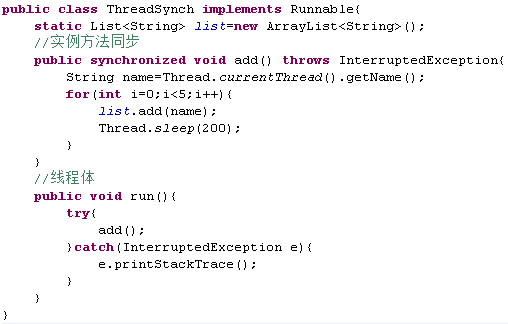 public class ThreadSynch implements Runnable{
    static List<String> list=new ArrayList<String>();
    //实例方法同步
    public synchronized void add() throws InterruptedException{
        String name=Thread.currentThread().getName();
        for(int i=0;i<5;i++){
            list.add(name);
            Thread.sleep(200);
        }
    }
    //线程体
    public void run(){
        try{
            add();
        }catch(InterruptedException e){
            e.printStackTrace();
        }
    }
}